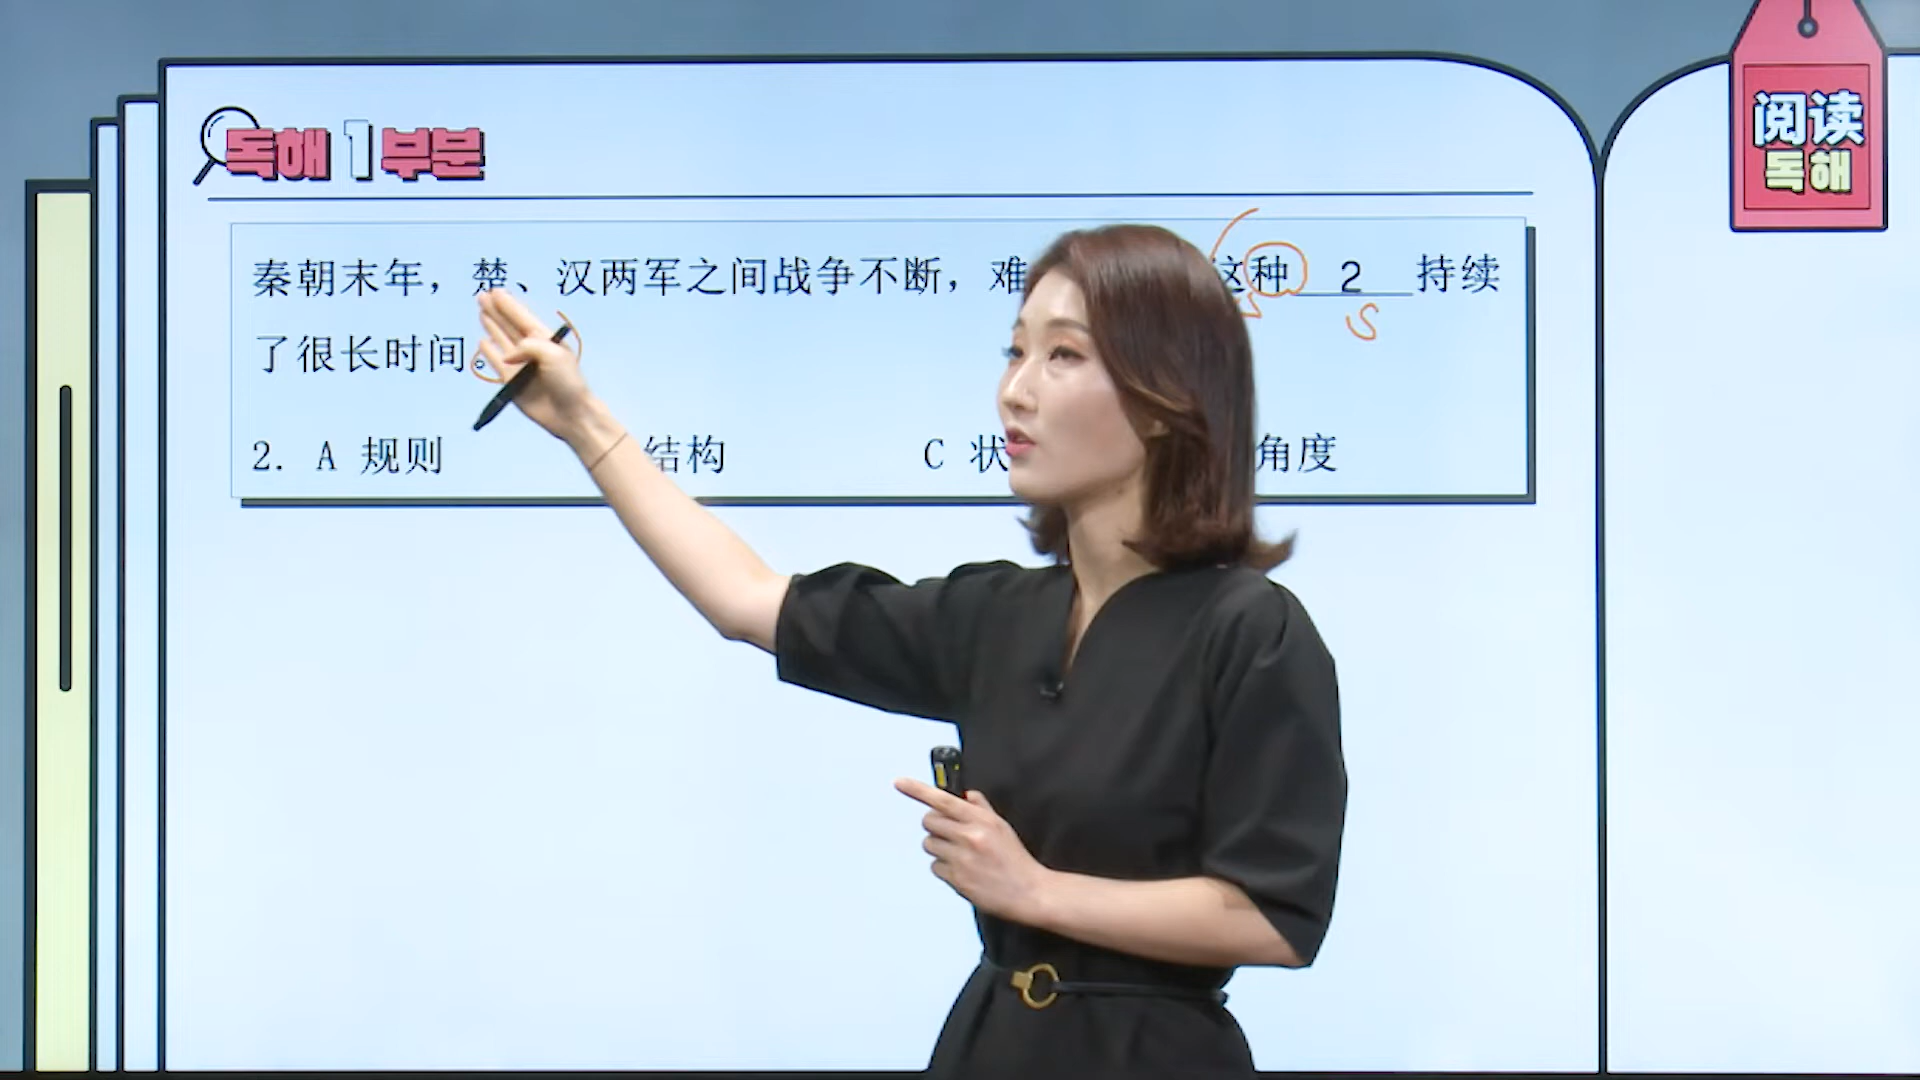 독해 1 부분
阅读
독해
秦朝末年，楚、汉两军之间战争不断，难 这种 2 持续
了很长时间。
2. A 规则 结构 C 状 角度
S
S